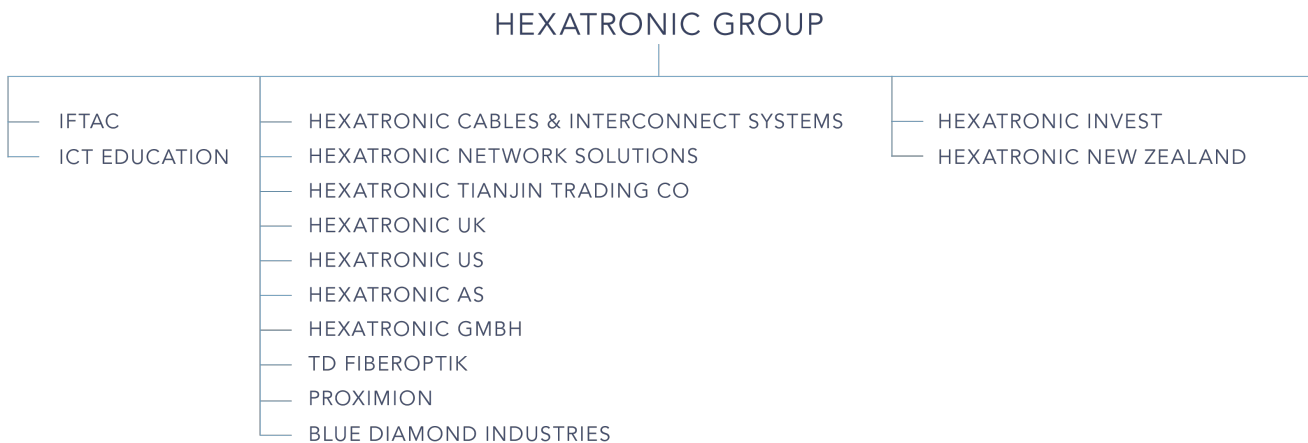 HEXATRONIC GROUP
IFTAC
ICT EDUCATION
HEXATRONIC CABLES & INTERCONNECT SYSTEMS
HEXATRONIC NETWORK SOLUTIONS
HEXATRONIC TIANJIN TRADING CO
HEXATRONIC UK
HEXATRONIC US
HEXATRONIC AS
HEXATRONIC GMBH
TD FIBEROPTIK
PROXIMION
BLUE DIAMOND INDUSTRIES
HEXATRONIC INVEST
HEXATRONIC NEW ZEALAND